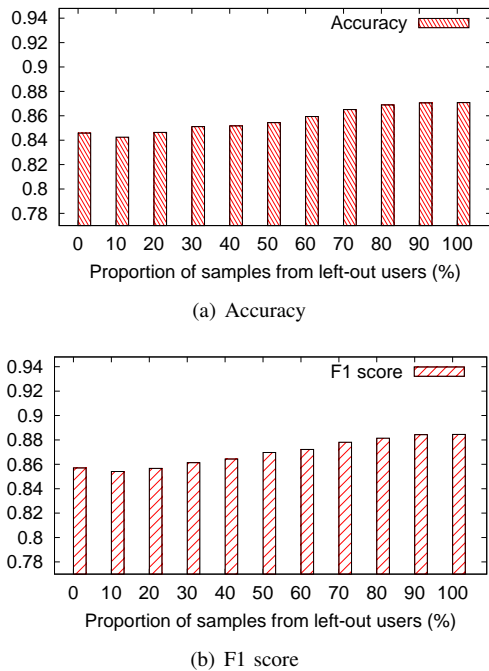 0.94
0.92
0.9
0.88
0.86
0.84
0.82
0.8
0.78
Accuracy
0 10 20 30 40 50 60 70 80 90 100
Proportion of samples from left-out users (%)
(a) Accuracy
0.94
0.92
0.9
0.88
0.86
0.84
0.82
0.8
0.78
F1 score
0 10 20 30 40 50 60 70 80 90 100
Proportion of samples from left-out users (%)
(b) F1 score